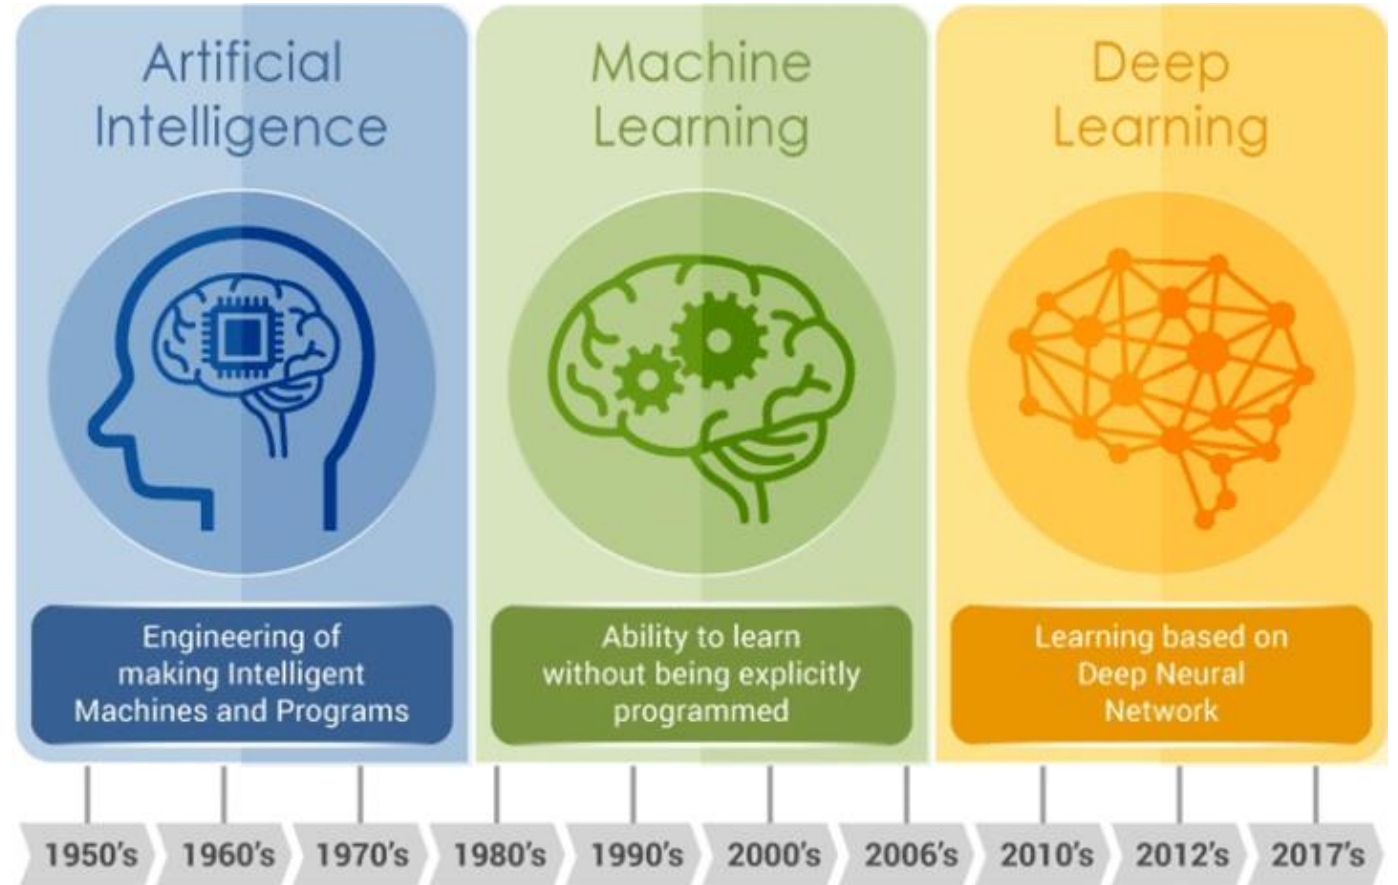 Artificial
Intelligence
Engineering of
making Intelligent
Machines and Programs
Machine
Learning
Ability to learn
without being explicitly
programmed
Deep
Learning
Learning based on
Deep Neural
Network
1950's 1960's 1970's 1980's 1990's 2000's 2006's 2010's 2012's 2017's